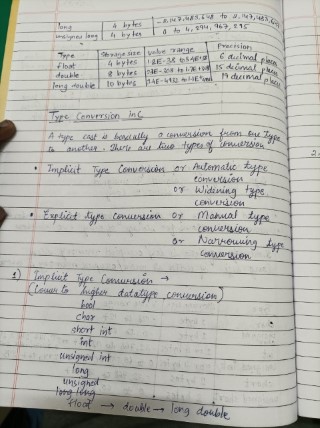 long 4 bytes -2,147,483,648 to 2,147,483,647
unsigned long 4 bytes 0 to 4,294,967,295
Type Storage size Value range Precision
float 4 bytes 1.2E-38 to 3.4E+38 6 decimal places
double 8 bytes 2.3E-308 to 1.7E+308 15 decimal places
long double 10 bytes 3.4E-4932 to 1.1E+4932 19 decimal places
Type Conversion in C
A type cast is basically a conversion from one type
to another. There are two types of conversion
• Implicit Type Conversion or Automatic type
conversion
or Widening type
conversion
• Explicit type conversion or Manual type
conversion
or Narrowing type
conversion
1) Implicit Type Conversion →
(Lower to higher datatype conversion)
bool
char
short int
int
unsigned int
long
unsigned
long long
float → double → long double